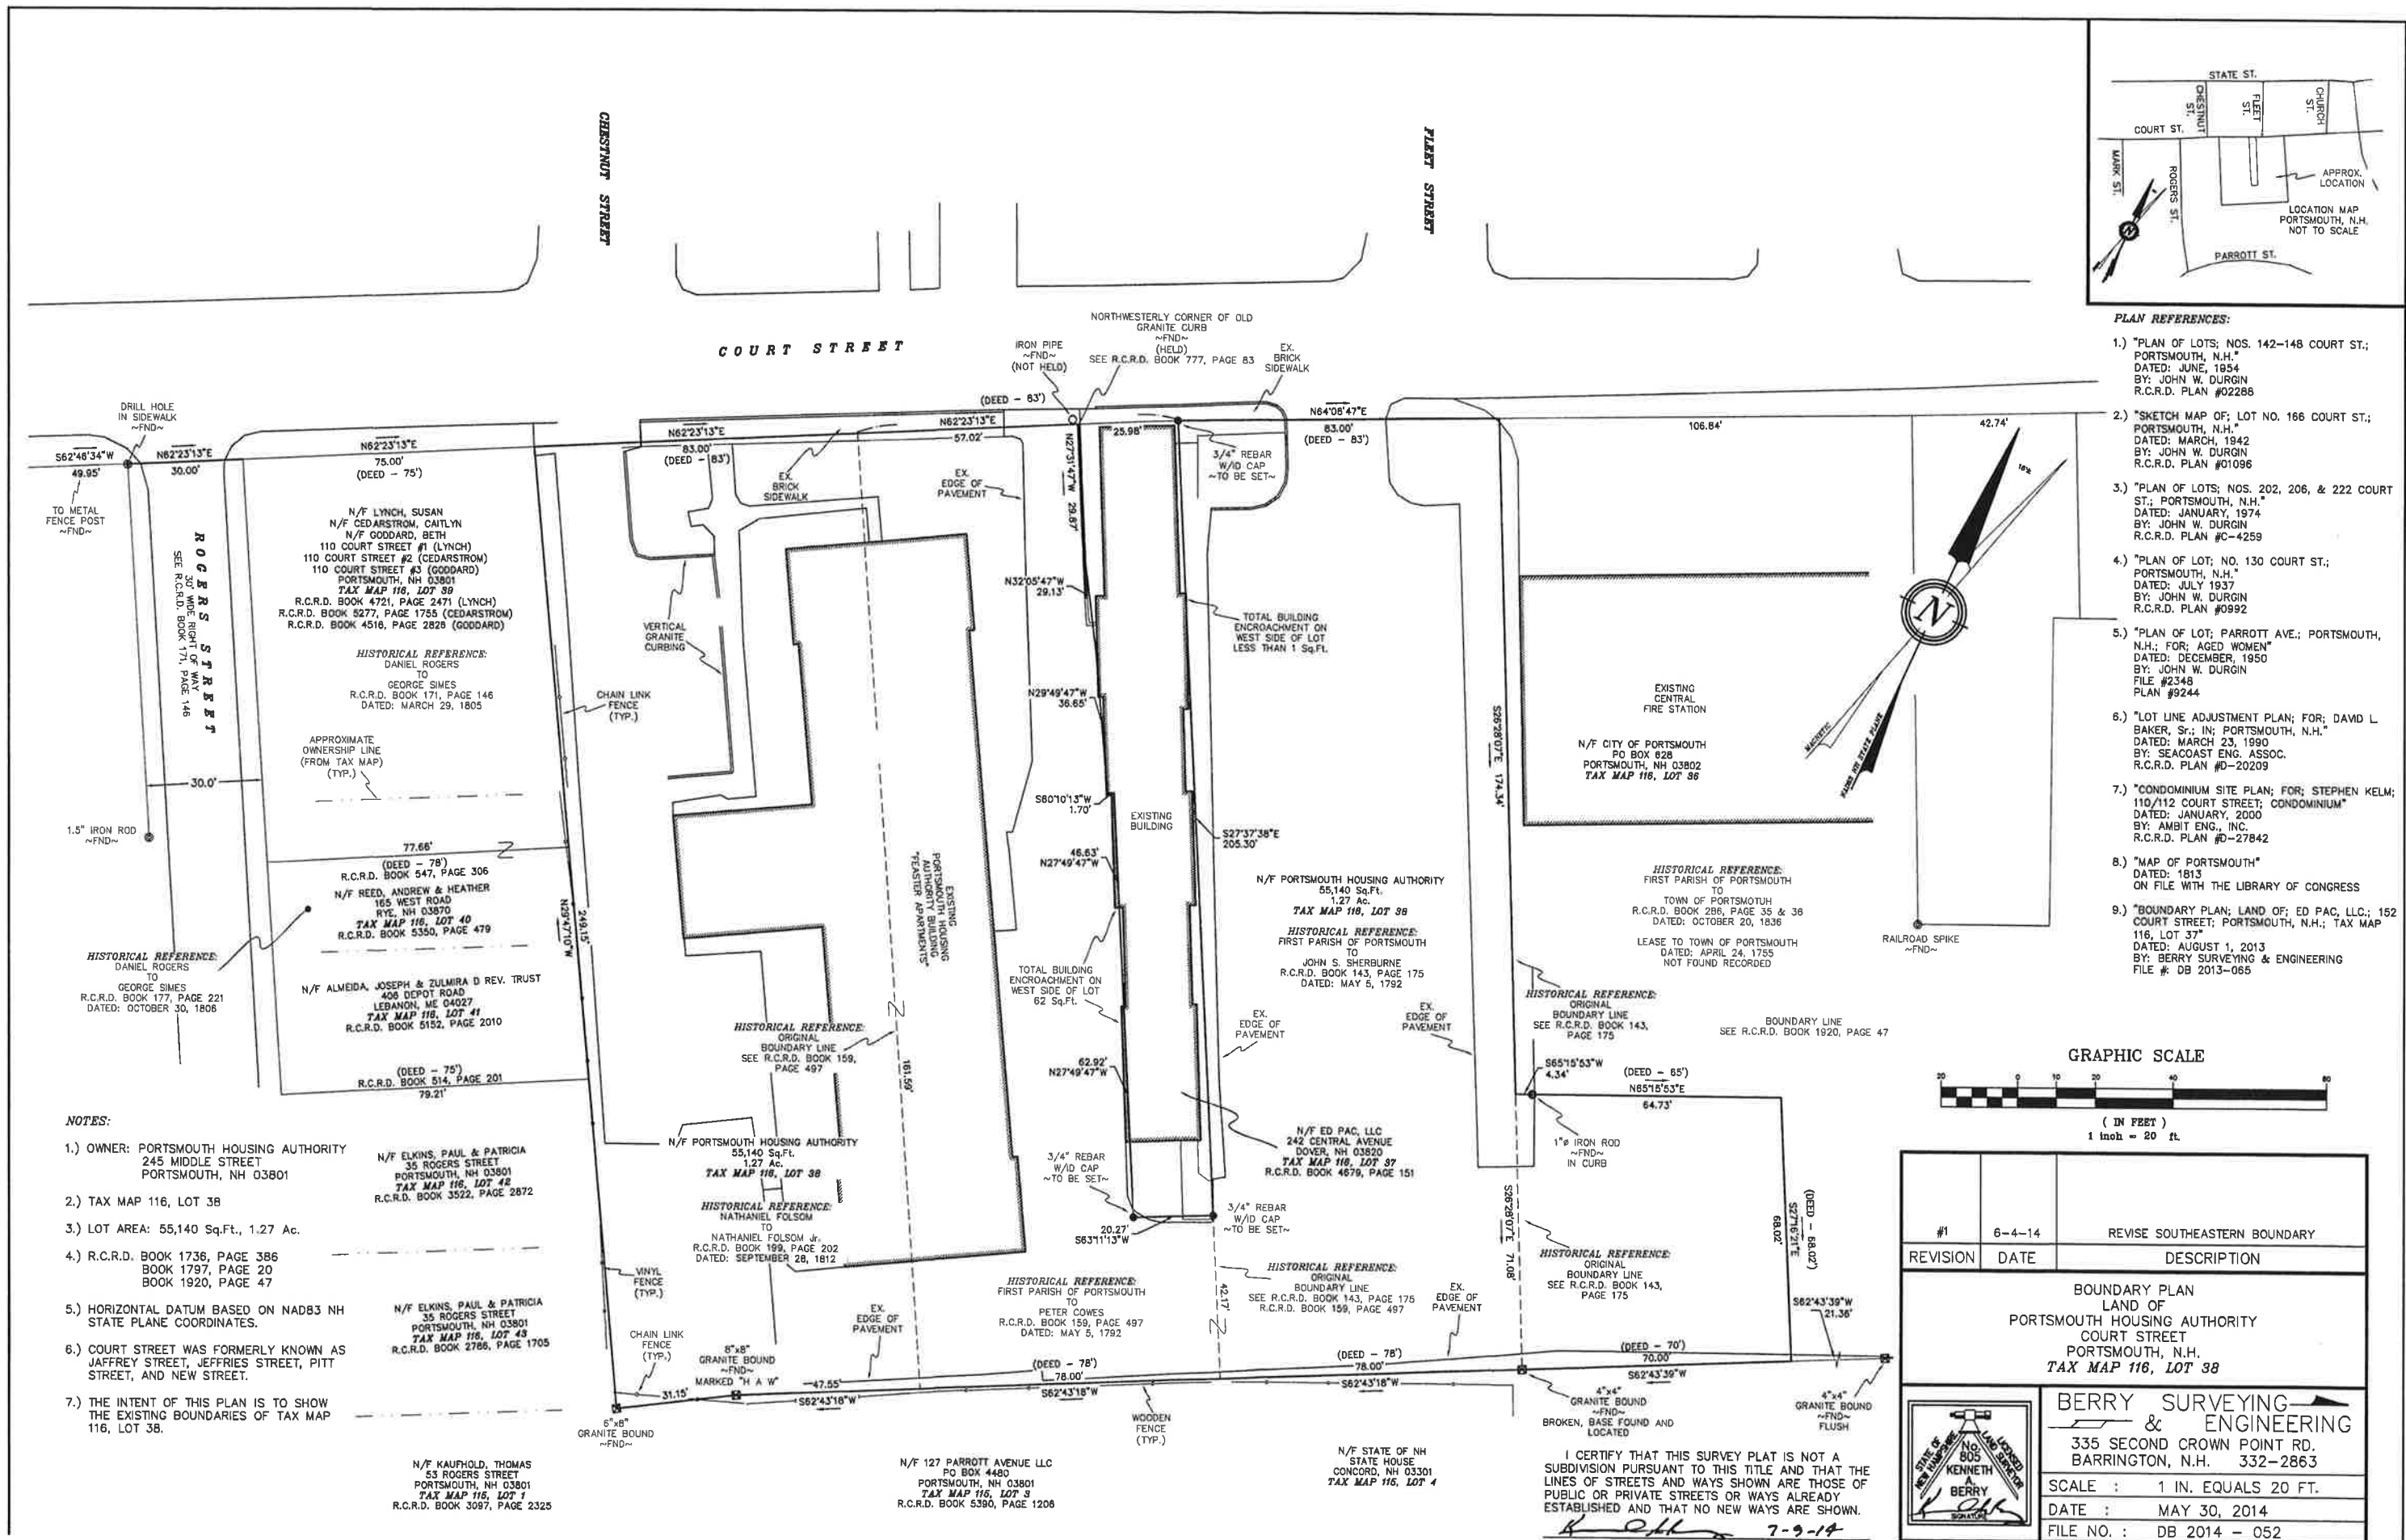 STATE ST.
CHESTNUT
ST.
FLEET
ST.
CHURCH
ST.
COURT ST.
MARK ST.
ROGERS ST.
APPROX.
LOCATION
LOCATION MAP
PORTSMOUTH, N.H.
NOT TO SCALE
PARROTT ST.
CHESTNUT STREET
FLEET STREET
COURT STREET
NORTHWESTERLY CORNER OF OLD
GRANITE CURB
~FND~
(HELD)
SEE R.C.R.D. BOOK 777, PAGE 83
IRON PIPE
~FND~
(NOT HELD)
EX.
BRICK
SIDEWALK
DRILL HOLE
IN SIDEWALK
~FND~
S62°46'34"W
49.95'
TO METAL
FENCE POST
~FND~
N62°23'13"E
30.00'
N62°23'13"E
75.00'
(DEED - 75')
N62°23'13"E
83.00'
(DEED - 83')
(DEED - 63')
N62°23'13"E
57.02'
25.98'
N64°08'47"E
83.00'
(DEED - 83')
106.84'
42.74'
3/4" REBAR
W/ID CAP
~TO BE SET~
EX.
BRICK
SIDEWALK
EX.
EDGE OF
PAVEMENT
N27°31'47"W 29.87'
N32°05'47"W
29.13'
N29°49'47"W
36.65'
S60°10'13"W
1.70'
46.63'
N27°49'47"W
62.92'
N27°49'47"W
ROGERS STREET
30' WIDE RIGHT OF WAY
SEE R.C.R.D. BOOK 171, PAGE 146
30.0'
1.5" IRON ROD
~FND~
N/F LYNCH, SUSAN
N/F CEDARSTROM, CAITLYN
N/F GODDARD, BETH
110 COURT STREET #1 (LYNCH)
110 COURT STREET #2 (CEDARSTROM)
110 COURT STREET #3 (GODDARD)
PORTSMOUTH, NH 03801
TAX MAP 116, LOT 39
R.C.R.D. BOOK 4721, PAGE 2471 (LYNCH)
R.C.R.D. BOOK 5277, PAGE 1755 (CEDARSTROM)
R.C.R.D. BOOK 4516, PAGE 2828 (GODDARD)
HISTORICAL REFERENCE:
DANIEL ROGERS
TO
GEORGE SIMES
R.C.R.D. BOOK 171, PAGE 146
DATED: MARCH 29, 1805
APPROXIMATE
OWNERSHIP LINE
(FROM TAX MAP)
(TYP.)
CHAIN LINK
FENCE
(TYP.)
VERTICAL
GRANITE
CURBING
77.66'
(DEED - 78')
R.C.R.D. BOOK 547, PAGE 306
N/F REED, ANDREW & HEATHER
165 WEST ROAD
RYE, NH 03870
TAX MAP 116, LOT 40
R.C.R.D. BOOK 5350, PAGE 479
HISTORICAL REFERENCE:
DANIEL ROGERS
TO
GEORGE SIMES
R.C.R.D. BOOK 177, PAGE 221
DATED: OCTOBER 30, 1806
N29°47'10"W
249.15'
N/F ALMEIDA, JOSEPH & ZULMIRA D REV. TRUST
406 DEPOT ROAD
LEBANON, ME 04027
TAX MAP 116, LOT 41
R.C.R.D. BOOK 5152, PAGE 2010
(DEED - 75')
R.C.R.D. BOOK 514, PAGE 201
79.21'
EXISTING
PORTSMOUTH HOUSING
AUTHORITY BUILDING
"FEASTER APARTMENTS"
161.59'
HISTORICAL REFERENCE:
ORIGINAL
BOUNDARY LINE
SEE R.C.R.D. BOOK 159,
PAGE 497
N/F PORTSMOUTH HOUSING AUTHORITY
55,140 Sq.Ft.
1.27 Ac.
TAX MAP 116, LOT 38
HISTORICAL REFERENCE:
NATHANIEL FOLSOM
TO
NATHANIEL FOLSOM Jr.
R.C.R.D. BOOK 199, PAGE 202
DATED: SEPTEMBER 28, 1812
TOTAL BUILDING
ENCROACHMENT ON
WEST SIDE OF LOT
LESS THAN 1 Sq.Ft.
EXISTING
BUILDING
S27°37'38"E
205.30'
TOTAL BUILDING
ENCROACHMENT ON
WEST SIDE OF LOT
62 Sq.Ft.
N/F PORTSMOUTH HOUSING AUTHORITY
55,140 Sq.Ft.
1.27 Ac.
TAX MAP 116, LOT 38
HISTORICAL REFERENCE:
FIRST PARISH OF PORTSMOUTH
TO
JOHN S. SHERBURNE
R.C.R.D. BOOK 143, PAGE 175
DATED: MAY 5, 1792
EX.
EDGE OF
PAVEMENT
EX.
EDGE OF
PAVEMENT
N/F ED PAC, LLC
242 CENTRAL AVENUE
DOVER, NH 03820
TAX MAP 116, LOT 37
R.C.R.D. BOOK 4679, PAGE 151
3/4" REBAR
W/ID CAP
~TO BE SET~
20.27'
S63°11'13"W
3/4" REBAR
W/ID CAP
~TO BE SET~
S26°28'07"E 174.34'
EXISTING
CENTRAL
FIRE STATION
N/F CITY OF PORTSMOUTH
PO BOX 628
PORTSMOUTH, NH 03802
TAX MAP 116, LOT 36
HISTORICAL REFERENCE:
FIRST PARISH OF PORTSMOUTH
TO
TOWN OF PORTSMOTUH
R.C.R.D. BOOK 286, PAGE 35 & 36
DATED: OCTOBER 20, 1836
LEASE TO TOWN OF PORTSMOUTH
DATED: APRIL 24, 1755
NOT FOUND RECORDED
HISTORICAL REFERENCE:
ORIGINAL
BOUNDARY LINE
SEE R.C.R.D. BOOK 143,
PAGE 175
BOUNDARY LINE
SEE R.C.R.D. BOOK 1920, PAGE 47
RAILROAD SPIKE
~FND~
N
MAGNETIC
NAD83 NH STATE PLANE
S65°15'53"W
4.34'
(DEED - 65')
N65°15'53"E
64.73'
1"ø IRON ROD
~FND~
IN CURB
S26°28'07"E 71.08'
(DEED - 68.02')
S27°16'21"E
68.02'
HISTORICAL REFERENCE:
ORIGINAL
BOUNDARY LINE
SEE R.C.R.D. BOOK 143,
PAGE 175
HISTORICAL REFERENCE:
ORIGINAL
BOUNDARY LINE
SEE R.C.R.D. BOOK 143, PAGE 175
R.C.R.D. BOOK 159, PAGE 497
42.17'
HISTORICAL REFERENCE:
FIRST PARISH OF PORTSMOUTH
TO
PETER COWES
R.C.R.D. BOOK 159, PAGE 497
DATED: MAY 5, 1792
EX.
EDGE OF
PAVEMENT
EX.
EDGE OF
PAVEMENT
S62°43'39"W
21.36'
VINYL
FENCE
(TYP.)
CHAIN LINK
FENCE
(TYP.)
8"x8"
GRANITE BOUND
~FND~
MARKED "H A W"
31.15'
47.55'
S62°43'18"W
(DEED - 78')
78.00'
S62°43'18"W
(DEED - 78')
78.00'
S62°43'18"W
(DEED - 70')
70.00'
S62°43'39"W
6"x8"
GRANITE BOUND
~FND~
WOODEN
FENCE
(TYP.)
4"x4"
GRANITE BOUND
~FND~
BROKEN, BASE FOUND AND
LOCATED
4"x4"
GRANITE BOUND
~FND~
FLUSH
NOTES:
1.) OWNER: PORTSMOUTH HOUSING AUTHORITY
245 MIDDLE STREET
PORTSMOUTH, NH 03801
2.) TAX MAP 116, LOT 38
3.) LOT AREA: 55,140 Sq.Ft., 1.27 Ac.
4.) R.C.R.D. BOOK 1736, PAGE 386
BOOK 1797, PAGE 20
BOOK 1920, PAGE 47
5.) HORIZONTAL DATUM BASED ON NAD83 NH
STATE PLANE COORDINATES.
6.) COURT STREET WAS FORMERLY KNOWN AS
JAFFREY STREET, JEFFRIES STREET, PITT
STREET, AND NEW STREET.
7.) THE INTENT OF THIS PLAN IS TO SHOW
THE EXISTING BOUNDARIES OF TAX MAP
116, LOT 38.
N/F ELKINS, PAUL & PATRICIA
35 ROGERS STREET
PORTSMOUTH, NH 03801
TAX MAP 116, LOT 42
R.C.R.D. BOOK 3522, PAGE 2872
N/F ELKINS, PAUL & PATRICIA
35 ROGERS STREET
PORTSMOUTH, NH 03801
TAX MAP 116, LOT 43
R.C.R.D. BOOK 2786, PAGE 1705
N/F KAUFHOLD, THOMAS
53 ROGERS STREET
PORTSMOUTH, NH 03801
TAX MAP 115, LOT 1
R.C.R.D. BOOK 3097, PAGE 2325
N/F 127 PARROTT AVENUE LLC
PO BOX 4480
PORTSMOUTH, NH 03801
TAX MAP 115, LOT 3
R.C.R.D. BOOK 5390, PAGE 1206
N/F STATE OF NH
STATE HOUSE
CONCORD, NH 03301
TAX MAP 115, LOT 4
I CERTIFY THAT THIS SURVEY PLAT IS NOT A
SUBDIVISION PURSUANT TO THIS TITLE AND THAT THE
LINES OF STREETS AND WAYS SHOWN ARE THOSE OF
PUBLIC OR PRIVATE STREETS OR WAYS ALREADY
ESTABLISHED AND THAT NO NEW WAYS ARE SHOWN.
7-9-14
PLAN REFERENCES:
1.) "PLAN OF LOTS; NOS. 142-148 COURT ST.;
PORTSMOUTH, N.H."
DATED: JUNE, 1954
BY: JOHN W. DURGIN
R.C.R.D. PLAN #02288
2.) "SKETCH MAP OF; LOT NO. 166 COURT ST.;
PORTSMOUTH, N.H."
DATED: MARCH, 1942
BY: JOHN W. DURGIN
R.C.R.D. PLAN #01096
3.) "PLAN OF LOTS; NOS. 202, 206, & 222 COURT
ST.; PORTSMOUTH, N.H."
DATED: JANUARY, 1974
BY: JOHN W. DURGIN
R.C.R.D. PLAN #C-4259
4.) "PLAN OF LOT; NO. 130 COURT ST.;
PORTSMOUTH, N.H."
DATED: JULY 1937
BY: JOHN W. DURGIN
R.C.R.D. PLAN #0992
5.) "PLAN OF LOT; PARROTT AVE.; PORTSMOUTH,
N.H.; FOR; AGED WOMEN"
DATED: DECEMBER, 1950
BY: JOHN W. DURGIN
FILE #2348
PLAN #9244
6.) "LOT LINE ADJUSTMENT PLAN; FOR; DAVID L.
BAKER, Sr.; IN; PORTSMOUTH, N.H."
DATED: MARCH 23, 1990
BY: SEACOAST ENG. ASSOC.
R.C.R.D. PLAN #D-20209
7.) "CONDOMINIUM SITE PLAN; FOR; STEPHEN KELM;
110/112 COURT STREET; CONDOMINIUM"
DATED: JANUARY, 2000
BY: AMBIT ENG., INC.
R.C.R.D. PLAN #D-27842
8.) "MAP OF PORTSMOUTH"
DATED: 1813
ON FILE WITH THE LIBRARY OF CONGRESS
9.) "BOUNDARY PLAN; LAND OF; ED PAC, LLC.; 152
COURT STREET; PORTSMOUTH, N.H.; TAX MAP
116, LOT 37"
DATED: AUGUST 1, 2013
BY: BERRY SURVEYING & ENGINEERING
FILE #: DB 2013-065
GRAPHIC SCALE
20 0 10 20 40 80
( IN FEET )
1 inch = 20 ft.
#1 6-4-14 REVISE SOUTHEASTERN BOUNDARY
REVISION DATE DESCRIPTION
BOUNDARY PLAN
LAND OF
PORTSMOUTH HOUSING AUTHORITY
COURT STREET
PORTSMOUTH, N.H.
TAX MAP 116, LOT 38
STATE OF NEW HAMPSHIRE
LICENSED LAND SURVEYOR
No.
805
KENNETH
A.
BERRY
SIGNATURE
BERRY SURVEYING
& ENGINEERING
335 SECOND CROWN POINT RD.
BARRINGTON, N.H. 332-2863
SCALE : 1 IN. EQUALS 20 FT.
DATE : MAY 30, 2014
FILE NO. : DB 2014 - 052